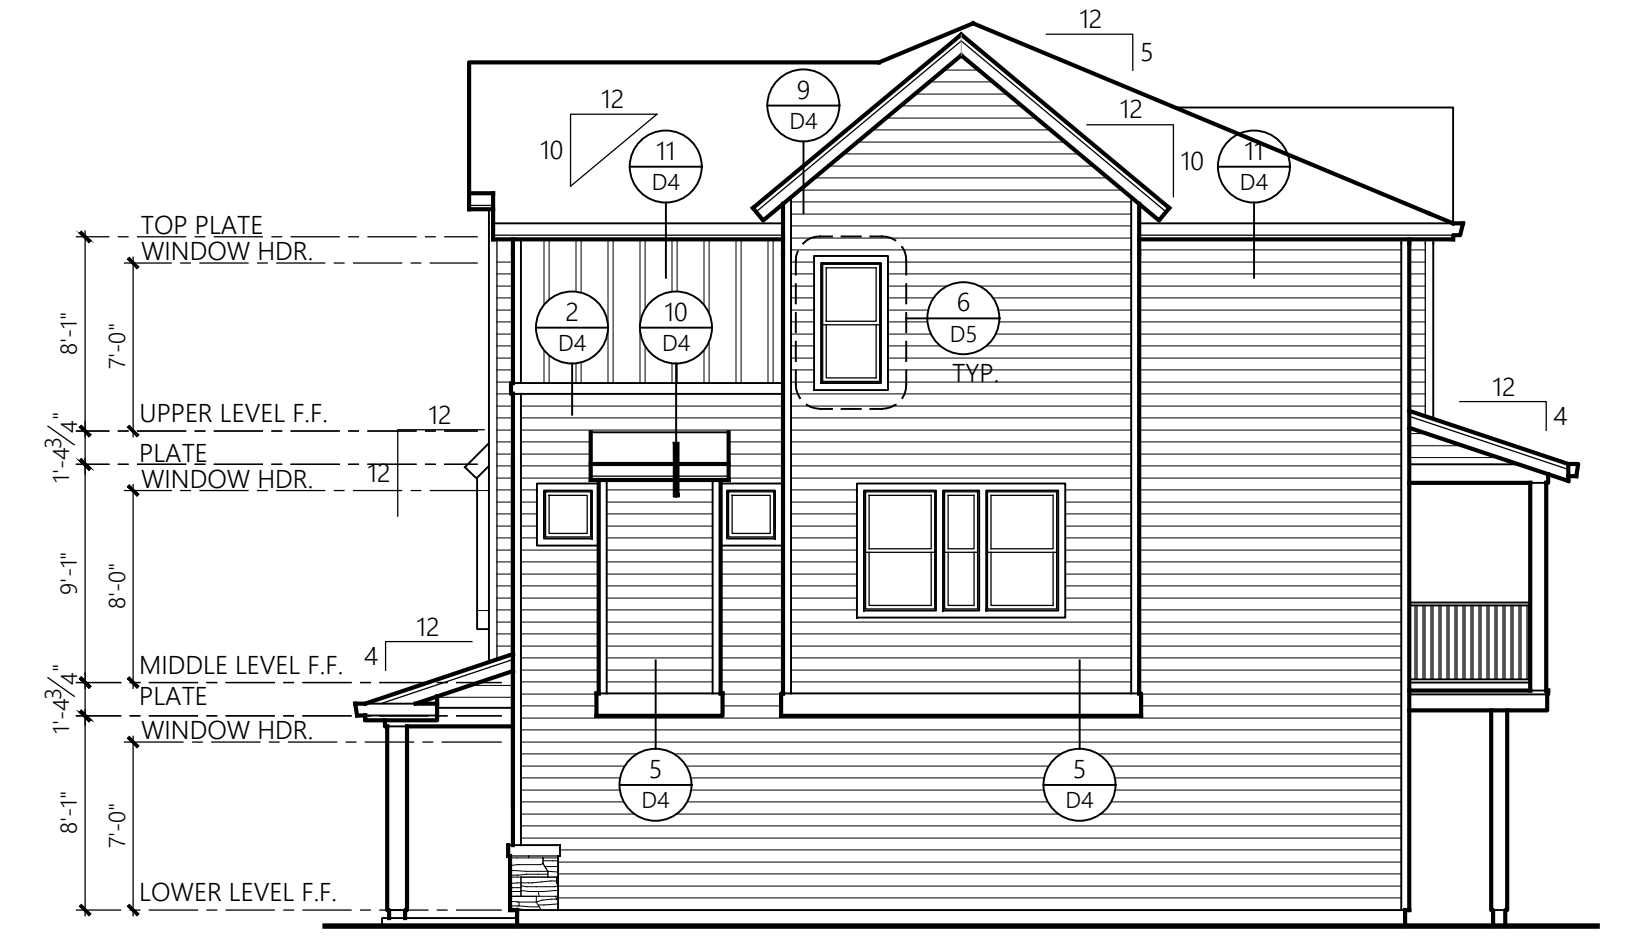 12
5
9
D4
12
12
10
11
D4
10
11
D4
TOP PLATE
WINDOW HDR.
2
D4
10
D4
6
D5
TYP.
8'-1"
7'-0"
12
4
UPPER LEVEL F.F.
12
1'-4 3/4"
PLATE
12
WINDOW HDR.
9'-1"
8'-0"
12
4
MIDDLE LEVEL F.F.
1'-4 3/4"
PLATE
WINDOW HDR.
5
D4
5
D4
8'-1"
7'-0"
LOWER LEVEL F.F.